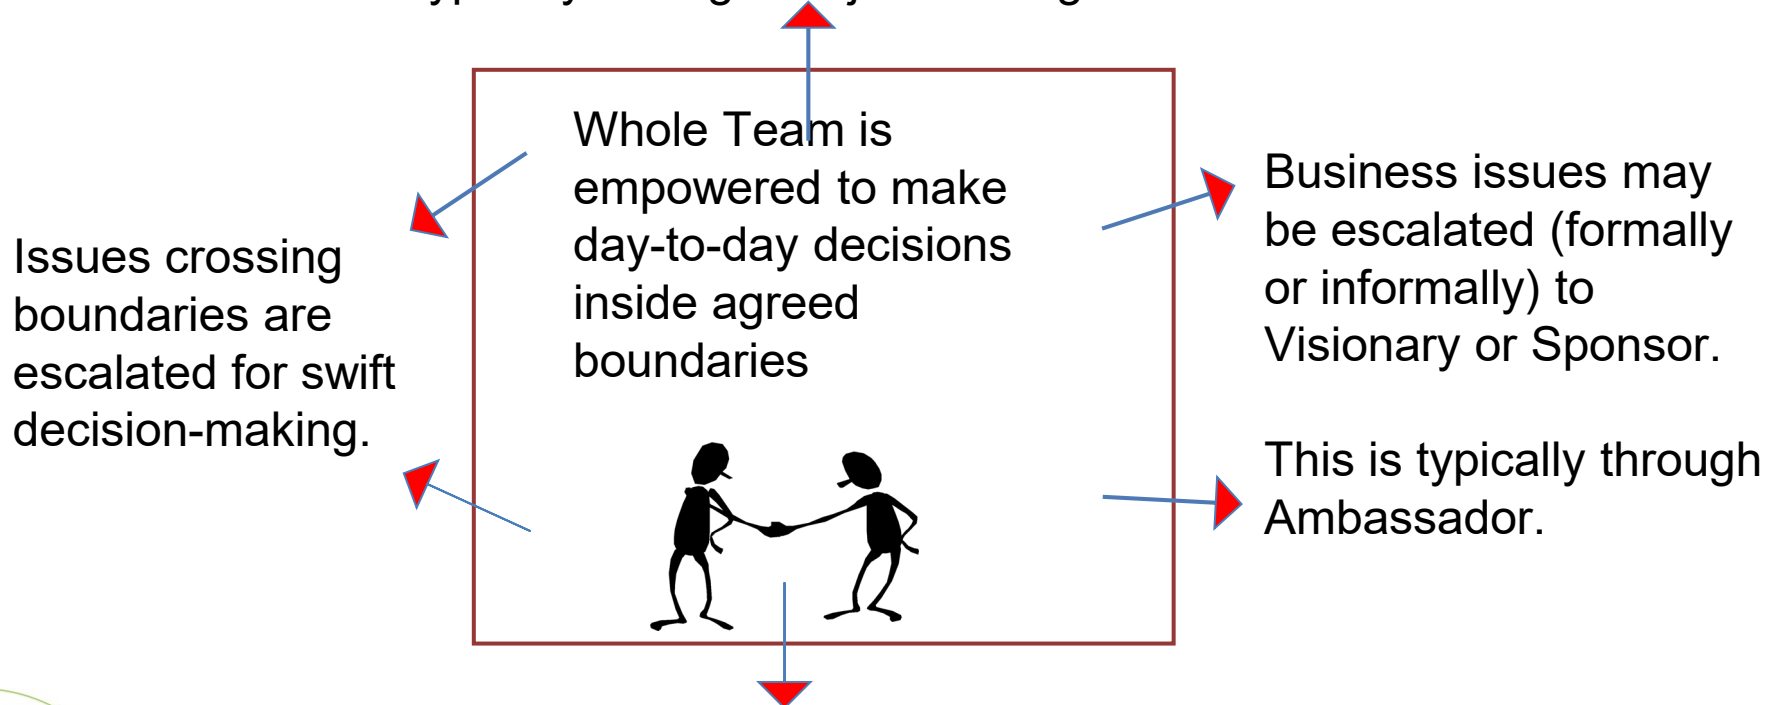 Whole Team is
empowered to make
day-to-day decisions
inside agreed
boundaries
Issues crossing
boundaries are
escalated for swift
decision-making.
Business issues may
be escalated (formally
or informally) to
Visionary or Sponsor.
This is typically through
Ambassador.